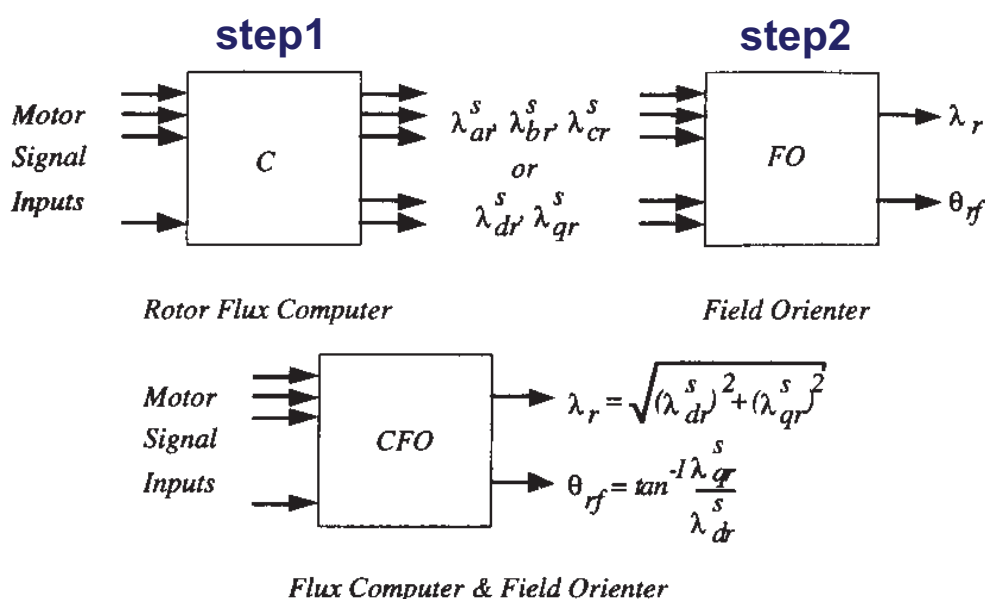 step1
step2
Motor
Signal
Inputs
C
λ^s_ar, λ^s_br, λ^s_cr
or
λ^s_dr, λ^s_qr
FO
λ_r
θ_rf
Rotor Flux Computer
Field Orienter
Motor
Signal
Inputs
CFO
λ_r = √((λ^s_dr)^2 + (λ^s_qr)^2)
θ_rf = tan^-1 λ^s_qr / λ^s_dr
Flux Computer & Field Orienter